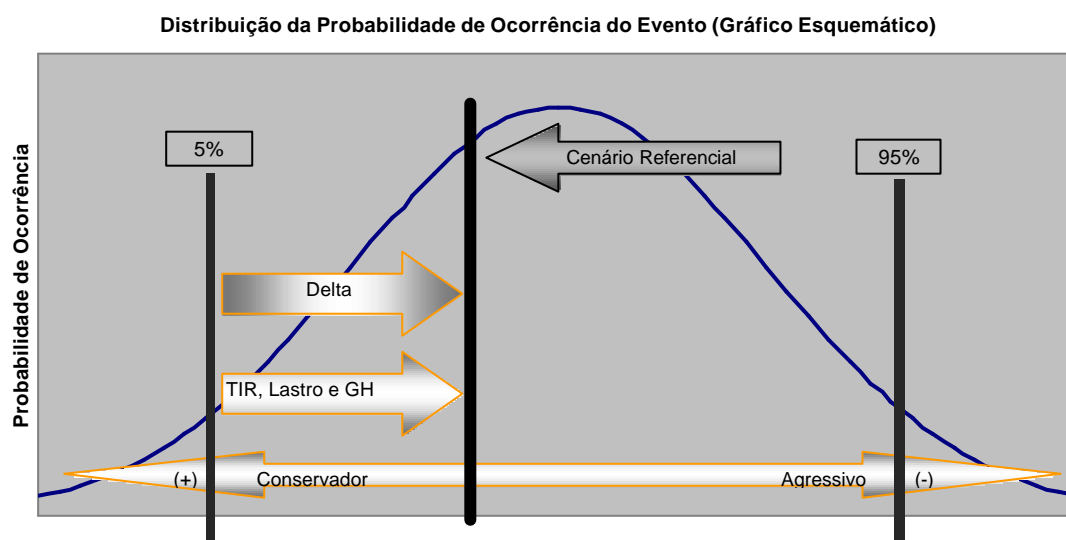 Distribuição da Probabilidade de Ocorrência do Evento (Gráfico Esquemático)
Probabilidade de Ocorrência
5%
Cenário Referencial
95%
Delta
TIR, Lastro e GH
(+) Conservador Agressivo (-)